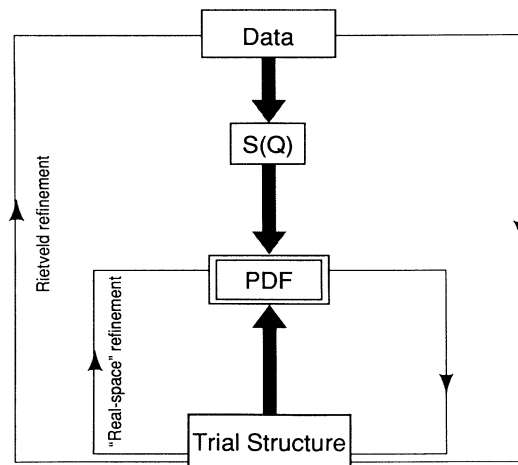 Data
S(Q)
Rietveld refinement
PDF
"Real-space" refinement
Trial Structure